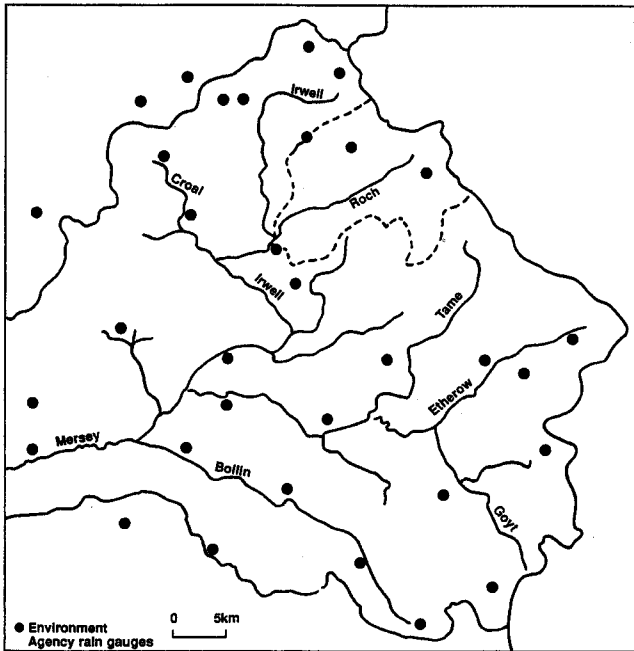 Irwell
Croal
Roch
Irwell
Tame
Etherow
Mersey
Bollin
Goyt
0 5km
Environment
Agency rain gauges